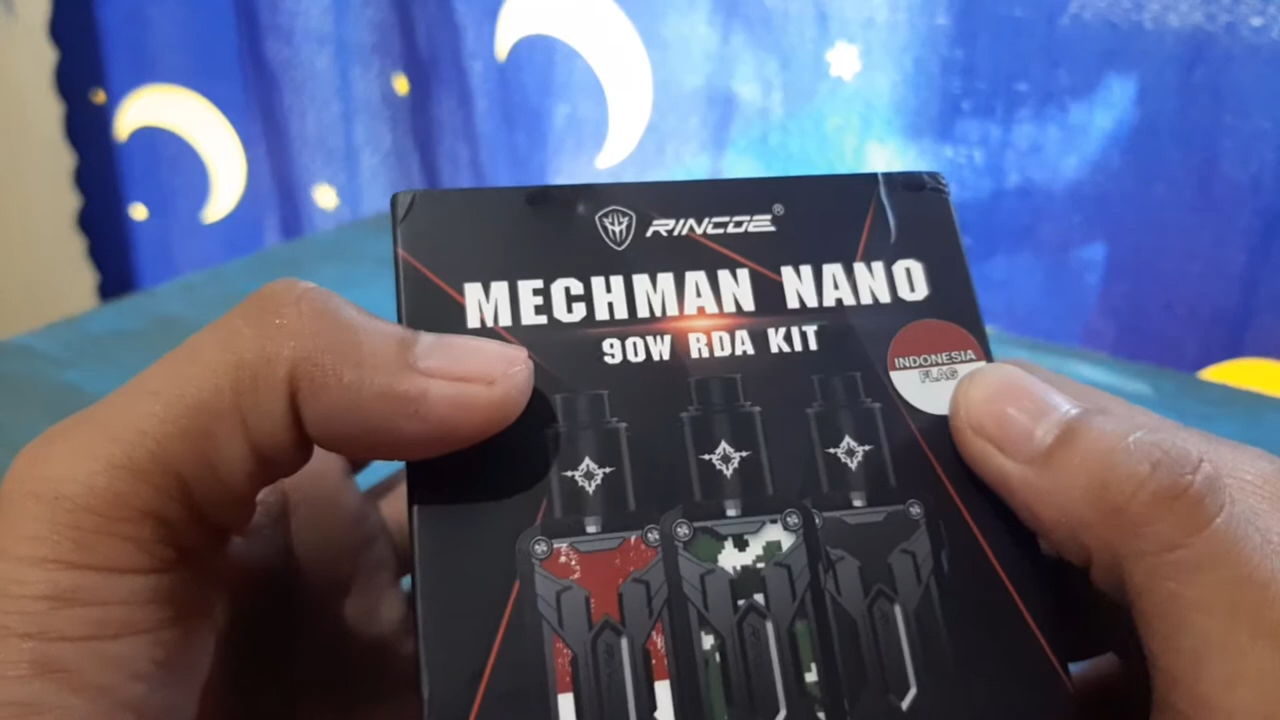 RINCOE®
MECHMAN NANO
90W RDA KIT
INDONESIA
FLAG